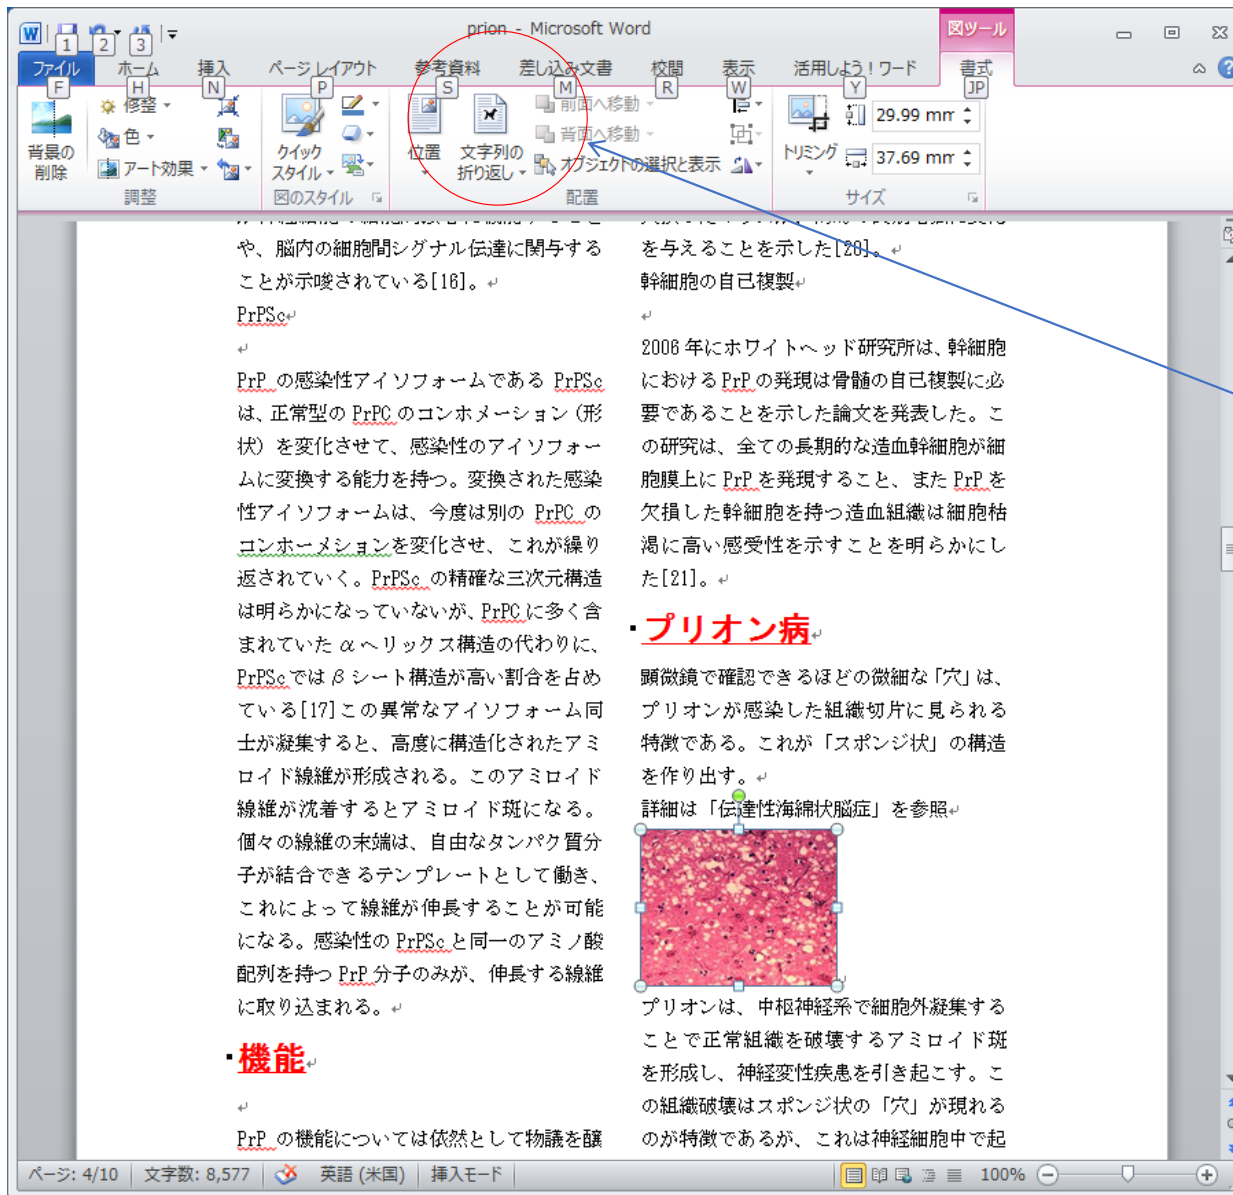 prion - Microsoft Word
図ツール
1
2
3
ファイル
ホーム
挿入
ページ レイアウト
参考資料
差し込み文書
校閲
表示
活用しよう!ワード
書式
F
H
N
P
S
M
R
W
Y
JP
背景の
削除
修整
色
アート効果
調整
クイック
スタイル
図のスタイル
位置
文字列の
折り返し
前面へ移動
背面へ移動
オブジェクトの選択と表示
配置
トリミング
29.99 mm
37.69 mm
サイズ
や、脳内の細胞間シグナル伝達に関与する
ことが示唆されている[16]。
PrPSc
PrP の感染性アイソフォームである PrPSc
は、正常型の PrPC のコンホメーション(形
状)を変化させて、感染性のアイソフォー
ムに変換する能力を持つ。変換された感染
性アイソフォームは、今度は別の PrPC の
コンホーメションを変化させ、これが繰り
返されていく。PrPSc の精確な三次元構造
は明らかになっていないが、PrPC に多く含
まれていた αヘリックス構造の代わりに、
PrPSc では β シート構造が高い割合を占め
ている[17]この異常なアイソフォーム同
士が凝集すると、高度に構造化されたアミ
ロイド線維が形成される。このアミロイド
線維が沈着するとアミロイド斑になる。
個々の線維の末端は、自由なタンパク質分
子が結合できるテンプレートとして働き、
これによって線維が伸長することが可能
になる。感染性の PrPSc と同一のアミノ酸
配列を持つ PrP 分子のみが、伸長する線維
に取り込まれる。
機能
PrP の機能については依然として物議を醸
を与えることを示した[20]。
幹細胞の自己複製
2006 年にホワイトヘッド研究所は、幹細胞
における PrP の発現は骨髄の自己複製に必
要であることを示した論文を発表した。こ
の研究は、全ての長期的な造血幹細胞が細
胞膜上に PrP を発現すること、また PrP を
欠損した幹細胞を持つ造血組織は細胞枯
渇に高い感受性を示すことを明らかにし
た[21]。
プリオン病
顕微鏡で確認できるほどの微細な「穴」は、
プリオンが感染した組織切片に見られる
特徴である。これが「スポンジ状」の構造
を作り出す。
詳細は「伝達性海綿状脳症」を参照
プリオンは、中枢神経系で細胞外凝集する
ことで正常組織を破壊するアミロイド斑
を形成し、神経変性疾患を引き起こす。こ
の組織破壊はスポンジ状の「穴」が現れる
のが特徴であるが、これは神経細胞中で起
ページ: 4/10
文字数: 8,577
英語 (米国)
挿入モード
100%